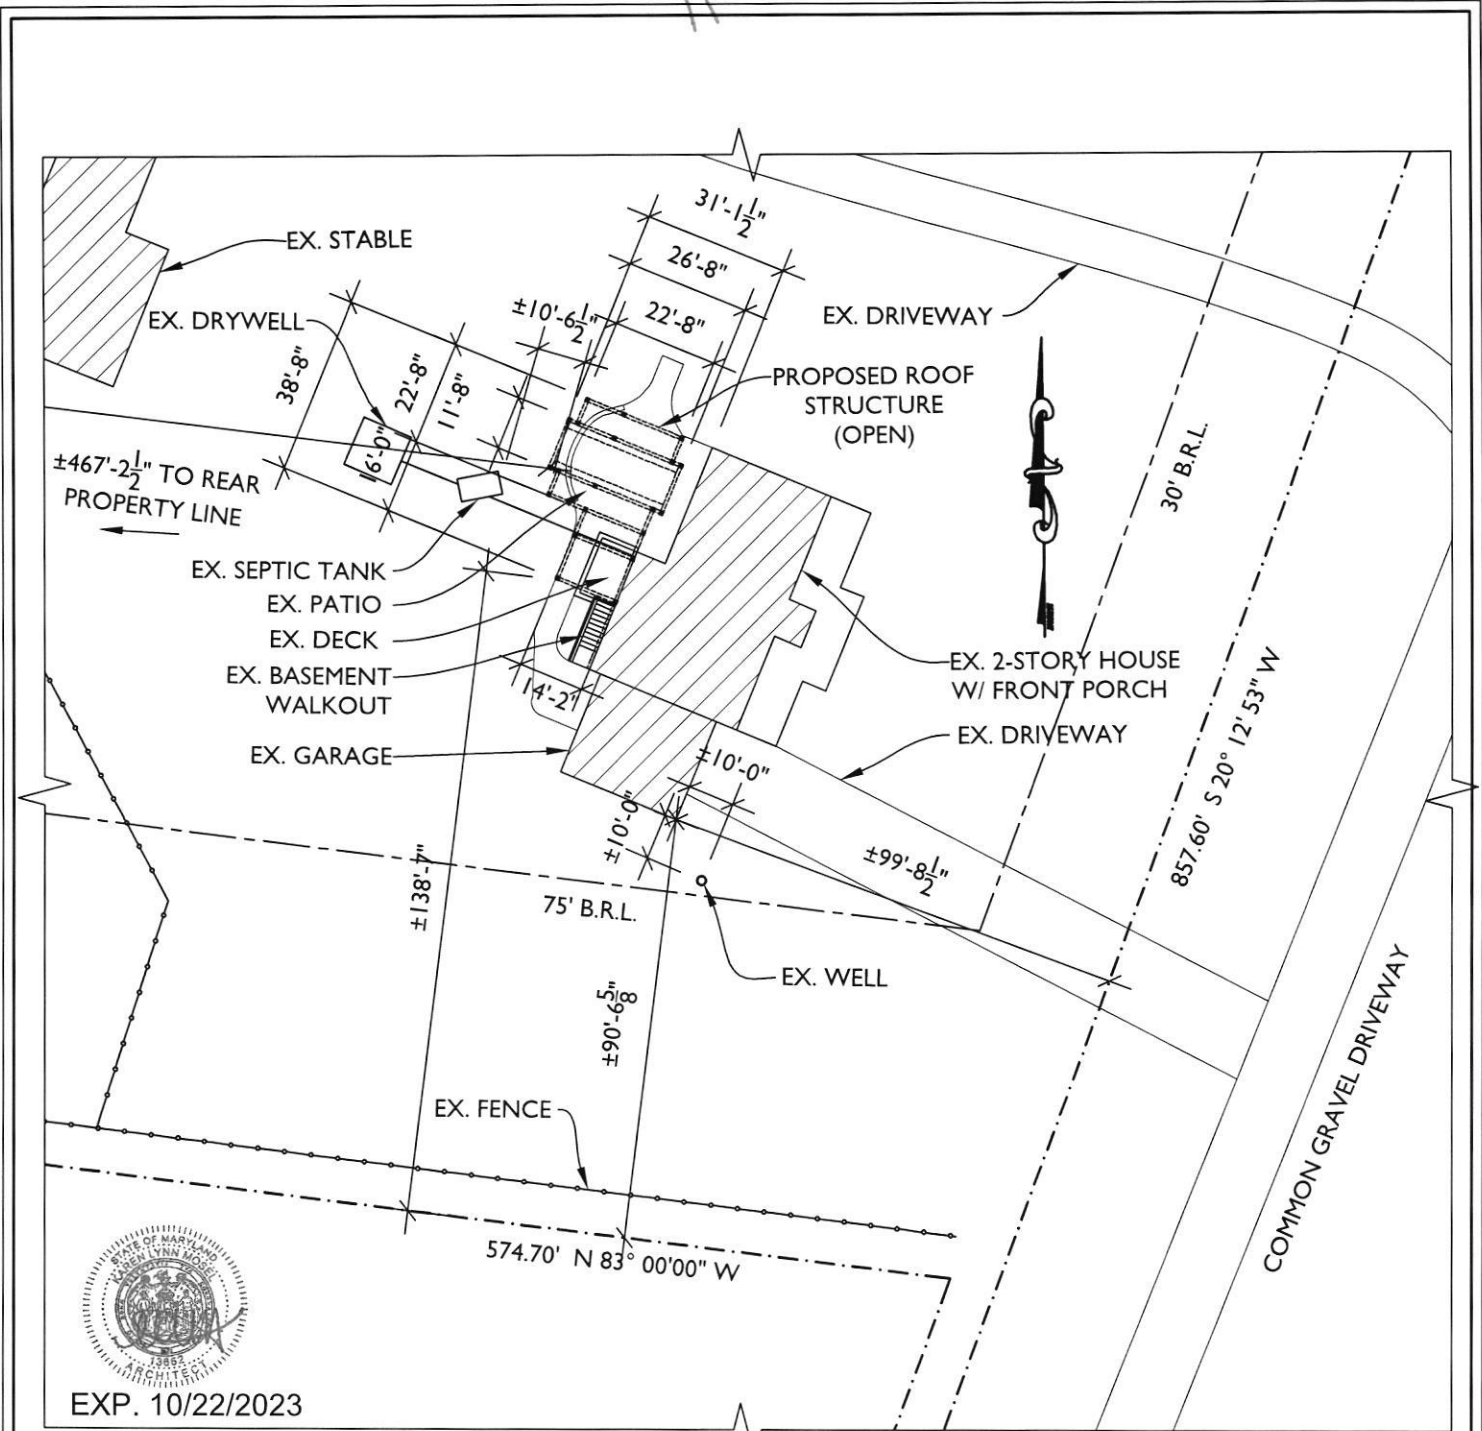 31'-1 1/2"
26'-8"
22'-8"
±10'-6 1/2"
EX. STABLE
EX. DRYWELL
EX. DRIVEWAY
38'-8"
22'-8"
11'-8"
16'-0"
PROPOSED ROOF
STRUCTURE
(OPEN)
30' B.R.L.
±467'-2 1/2" TO REAR
PROPERTY LINE
EX. SEPTIC TANK
EX. PATIO
EX. DECK
EX. BASEMENT
WALKOUT
14'-2"
EX. GARAGE
EX. 2-STORY HOUSE
W/ FRONT PORCH
EX. DRIVEWAY
857.60' S 20° 12' 53" W
±10'-0"
±10'-0"
±99'-8 1/2"
±138'-7"
75' B.R.L.
EX. WELL
±90'-6 5/8"
EX. FENCE
COMMON GRAVEL DRIVEWAY
574.70' N 83° 00'00" W
STATE OF MARYLAND
KAREN LYNN MOSEL
13862
ARCHITECT
EXP. 10/22/2023